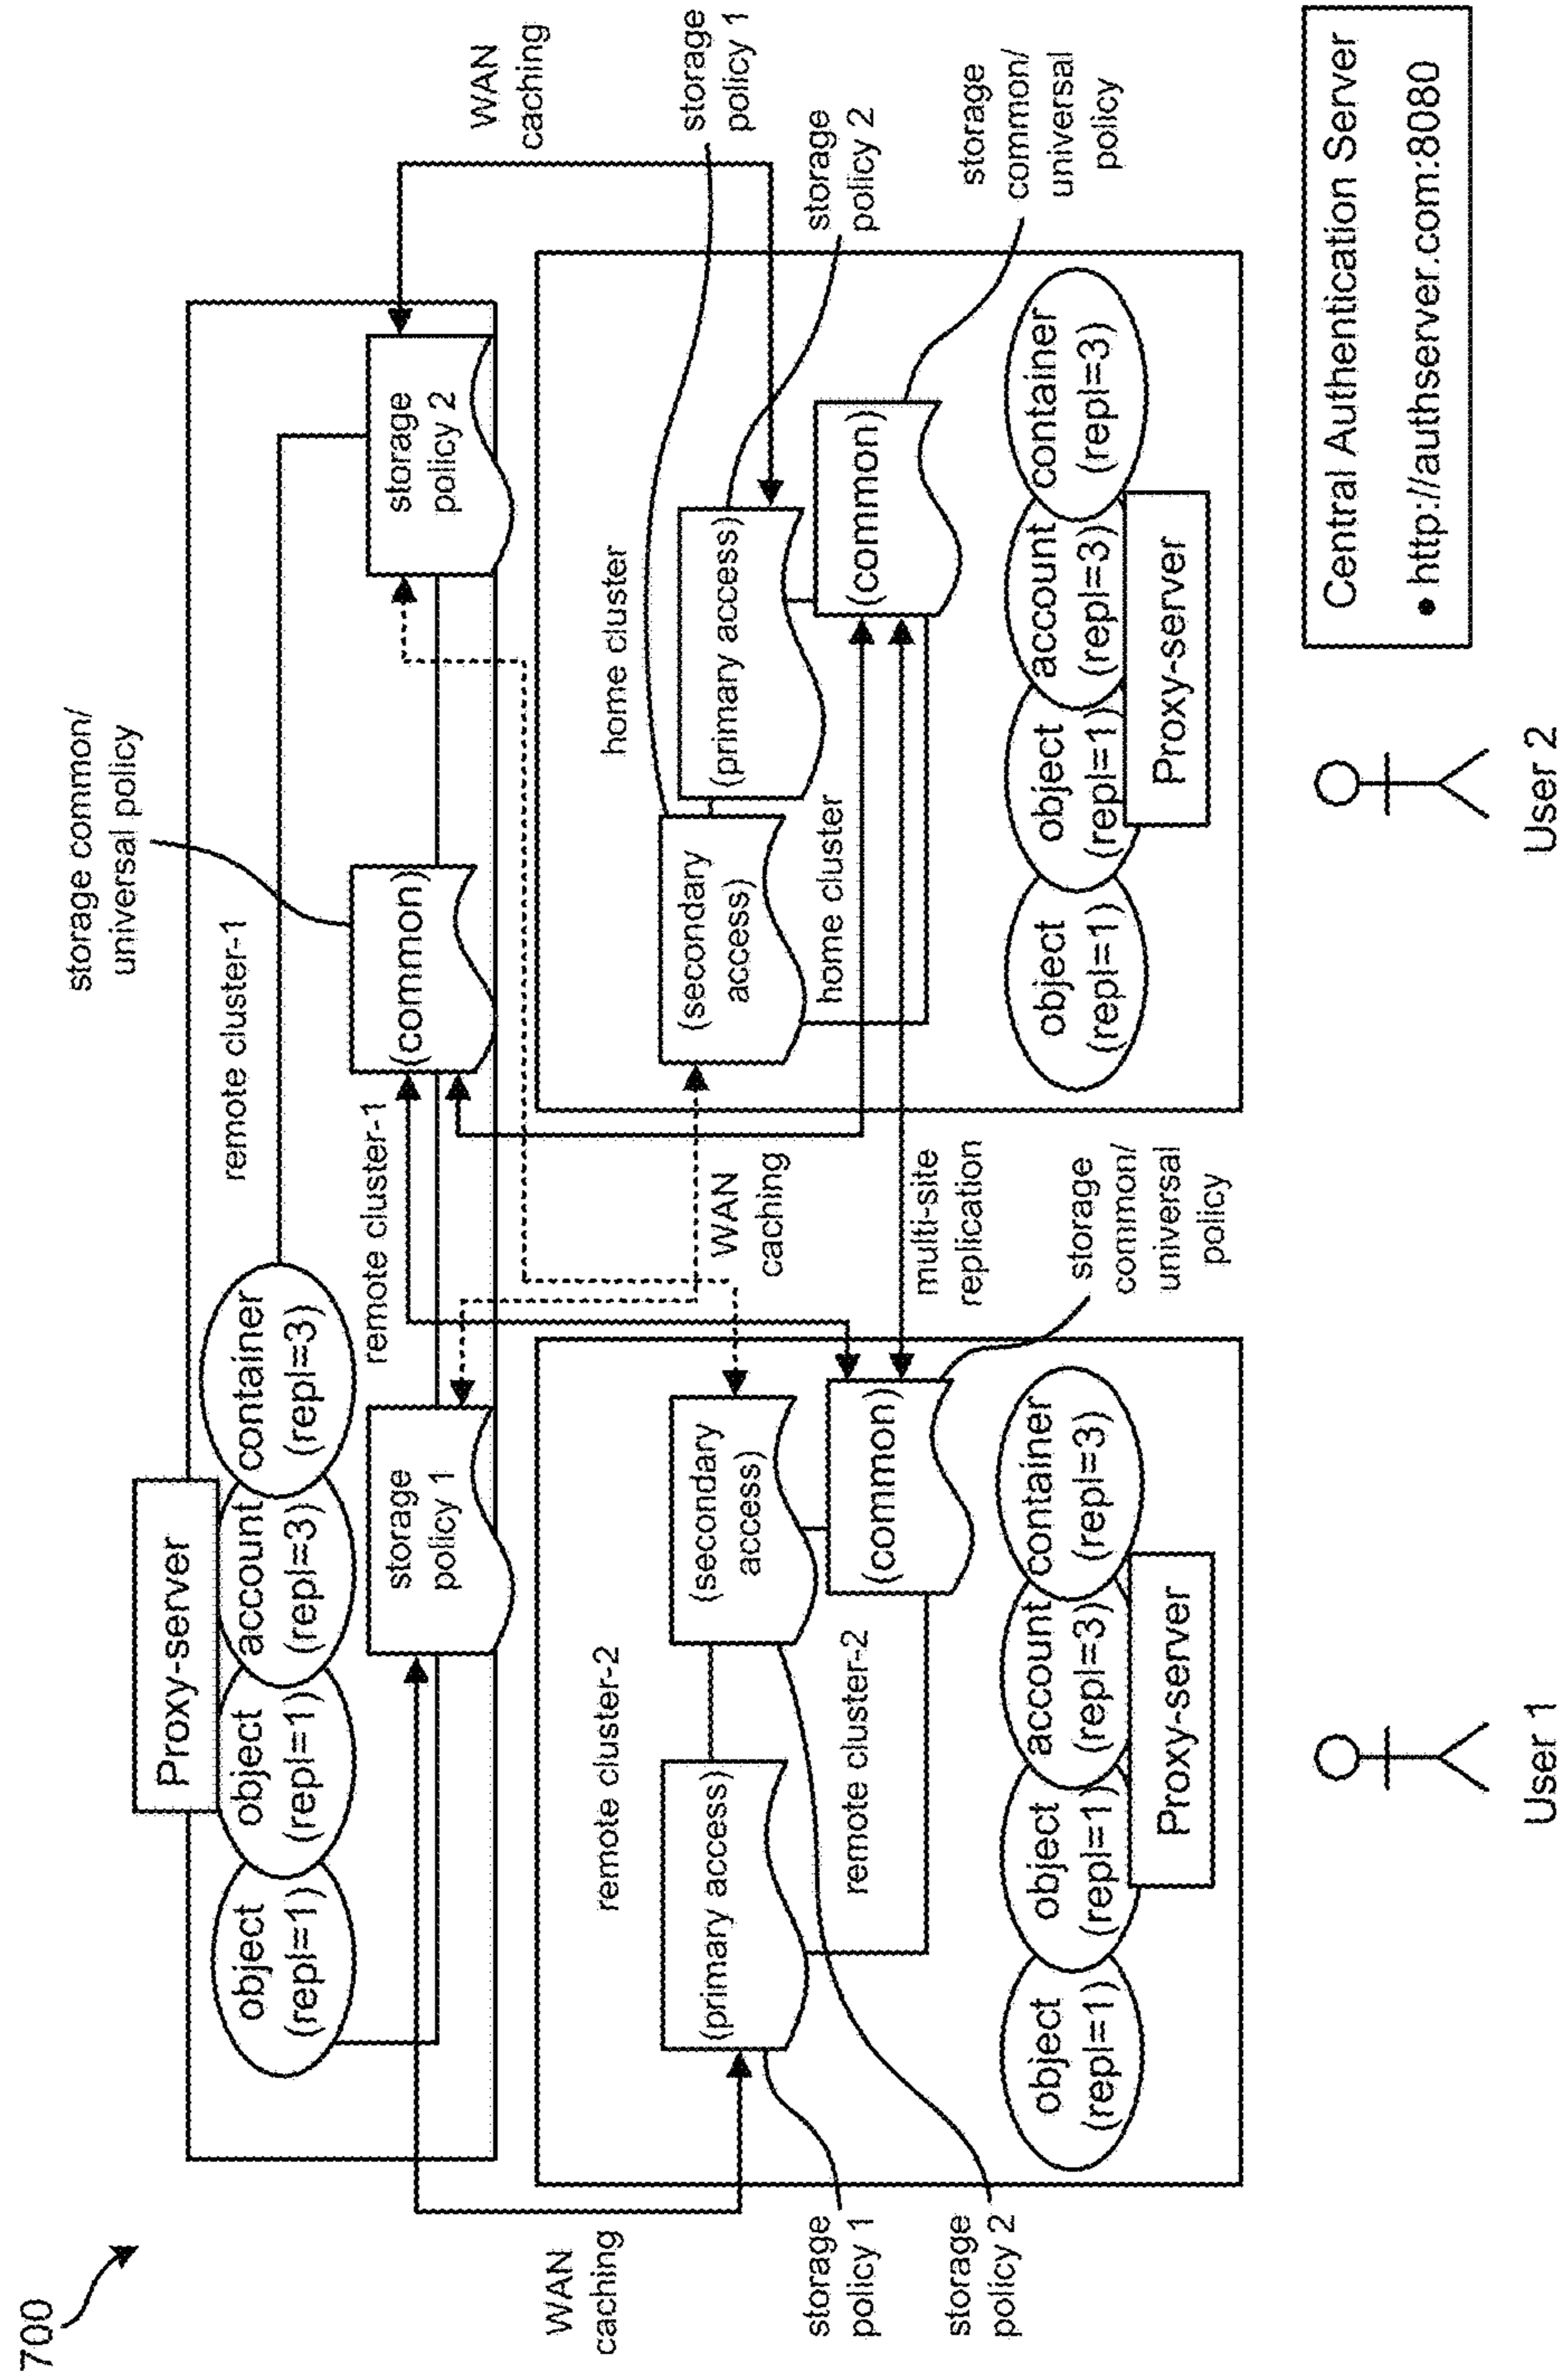 700
Proxy-server
object
(repl=1)
object
(repl=1)
account
(repl=3)
container
(repl=3)
remote cluster-1
storage common/
universal policy
remote cluster-1
storage
policy 1
(common)
storage
policy 2
WAN
caching
WAN
caching
remote cluster-2
(primary access)
(secondary
access)
remote cluster-2
(common)
storage
policy 1
storage
policy 2
object
(repl=1)
object
(repl=1)
account
(repl=3)
container
(repl=3)
Proxy-server
WAN
caching
multi-site
replication
storage
common/
universal
policy
home cluster
(secondary
access)
(primary access)
home cluster
(common)
storage
policy 1
storage
policy 2
storage
common/
universal
policy
object
(repl=1)
object
(repl=1)
account
(repl=3)
container
(repl=3)
Proxy-server
User 1
User 2
Central Authentication Server
• http://authserver.com:8080